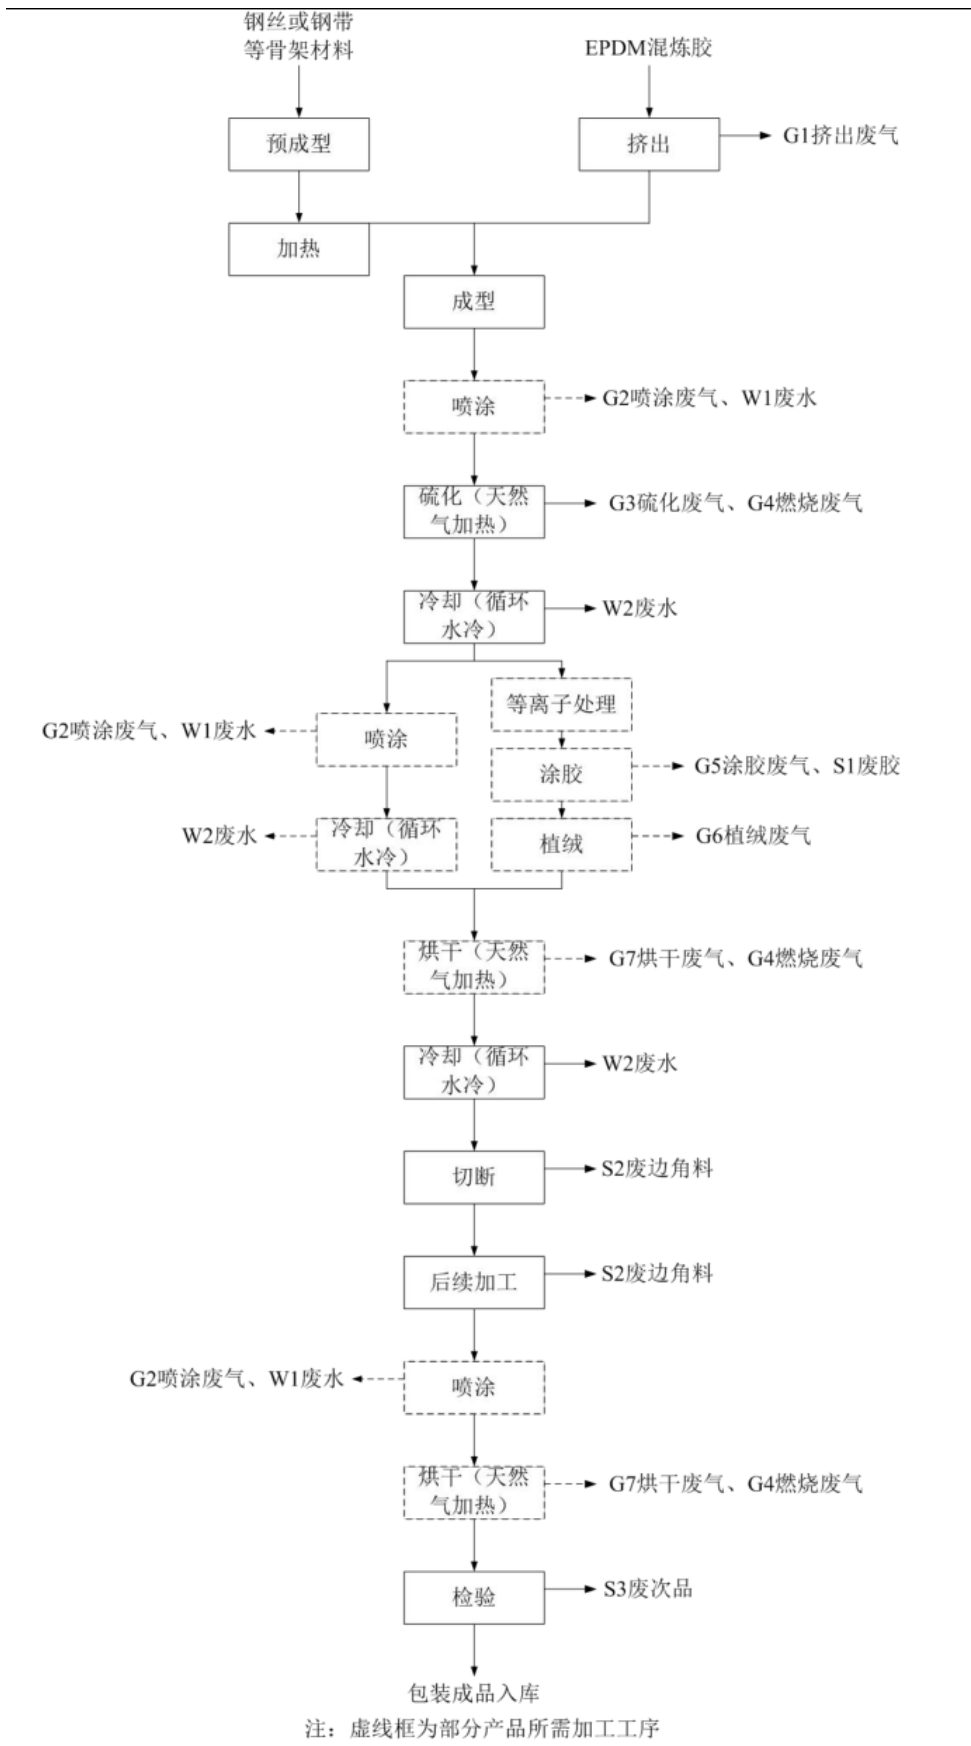 钢丝或钢带
等骨架材料
EPDM混炼胶
预成型
挤出
G1挤出废气
加热
成型
喷涂
G2喷涂废气、W1废水
硫化（天然
气加热）
G3硫化废气、G4燃烧废气
冷却（循环
水冷）
W2废水
等离子处理
G2喷涂废气、W1废水
喷涂
涂胶
G5涂胶废气、S1废胶
W2废水
冷却（循环
水冷）
植绒
G6植绒废气
烘干（天然
气加热）
G7烘干废气、G4燃烧废气
冷却（循环
水冷）
W2废水
切断
S2废边角料
后续加工
S2废边角料
G2喷涂废气、W1废水
喷涂
烘干（天然
气加热）
G7烘干废气、G4燃烧废气
检验
S3废次品
包装成品入库
注：虚线框为部分产品所需加工工序